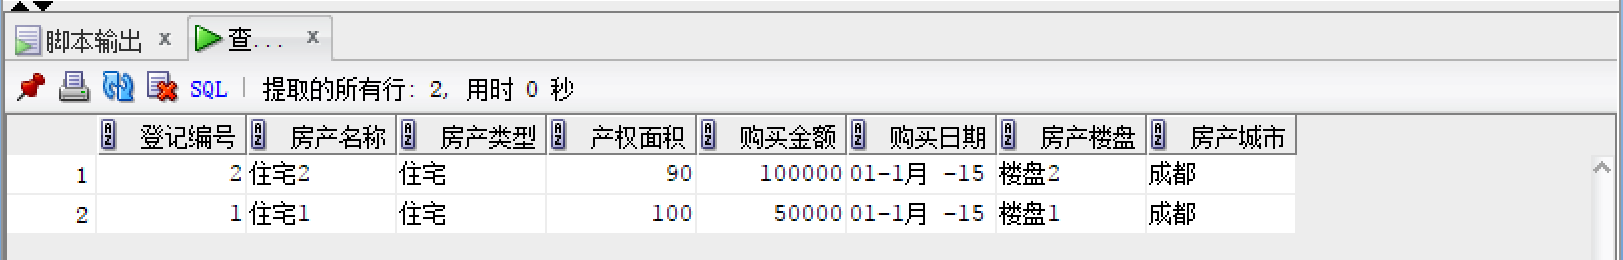 脚本输出 x 查... x
SQL 提取的所有行: 2, 用时 0 秒
登记编号 房产名称 房产类型 产权面积 购买金额 购买日期 房产楼盘 房产城市
1 2 住宅2 住宅 90 100000 01-1月 -15 楼盘2 成都
2 1 住宅1 住宅 100 50000 01-1月 -15 楼盘1 成都